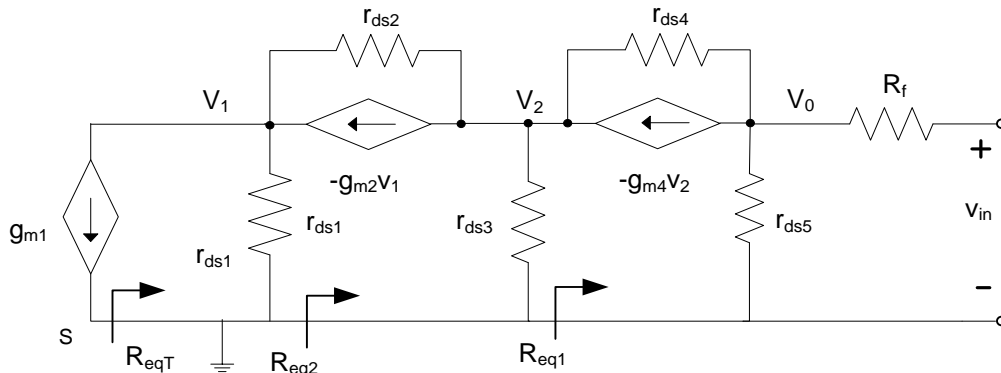 rds2
rds4
V1
V2
V0
Rf
+
-gm2v1
-gm4v2
gm1
rds1
rds1
rds3
rds5
vin
−
S
ReqT
Req2
Req1